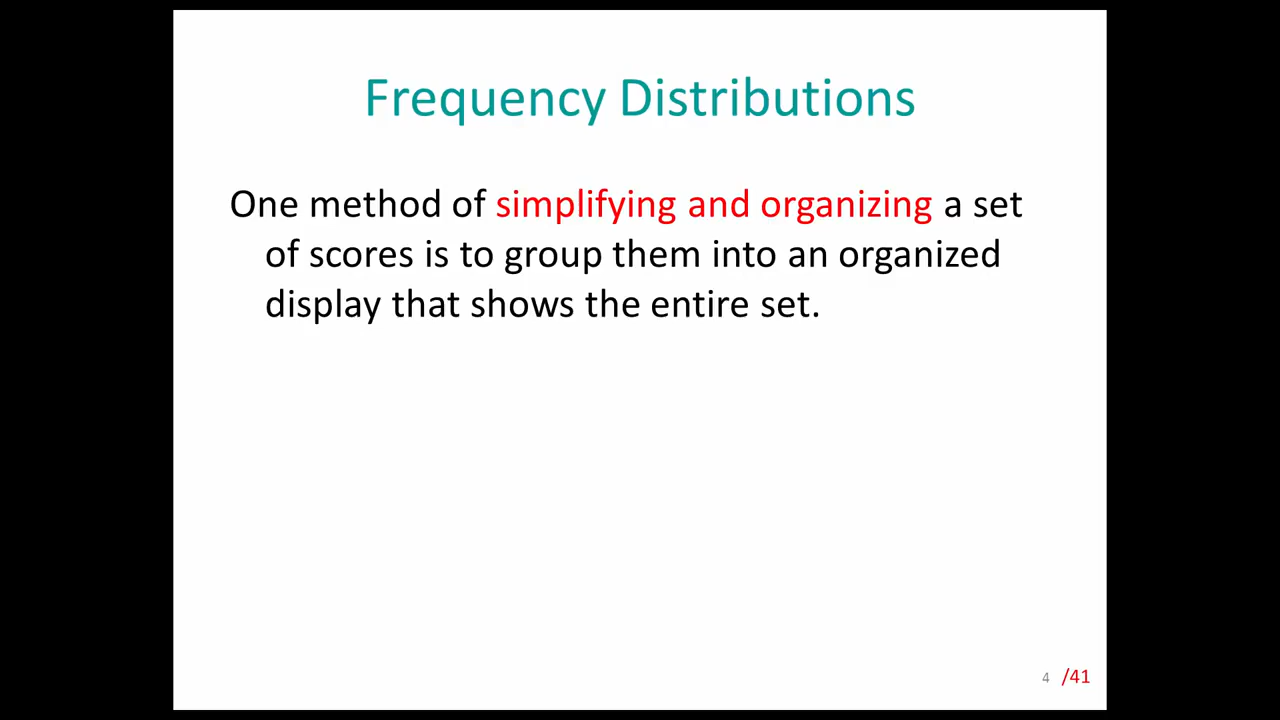 Frequency Distributions
One method of simplifying and organizing a set
of scores is to group them into an organized
display that shows the entire set.
4 /41